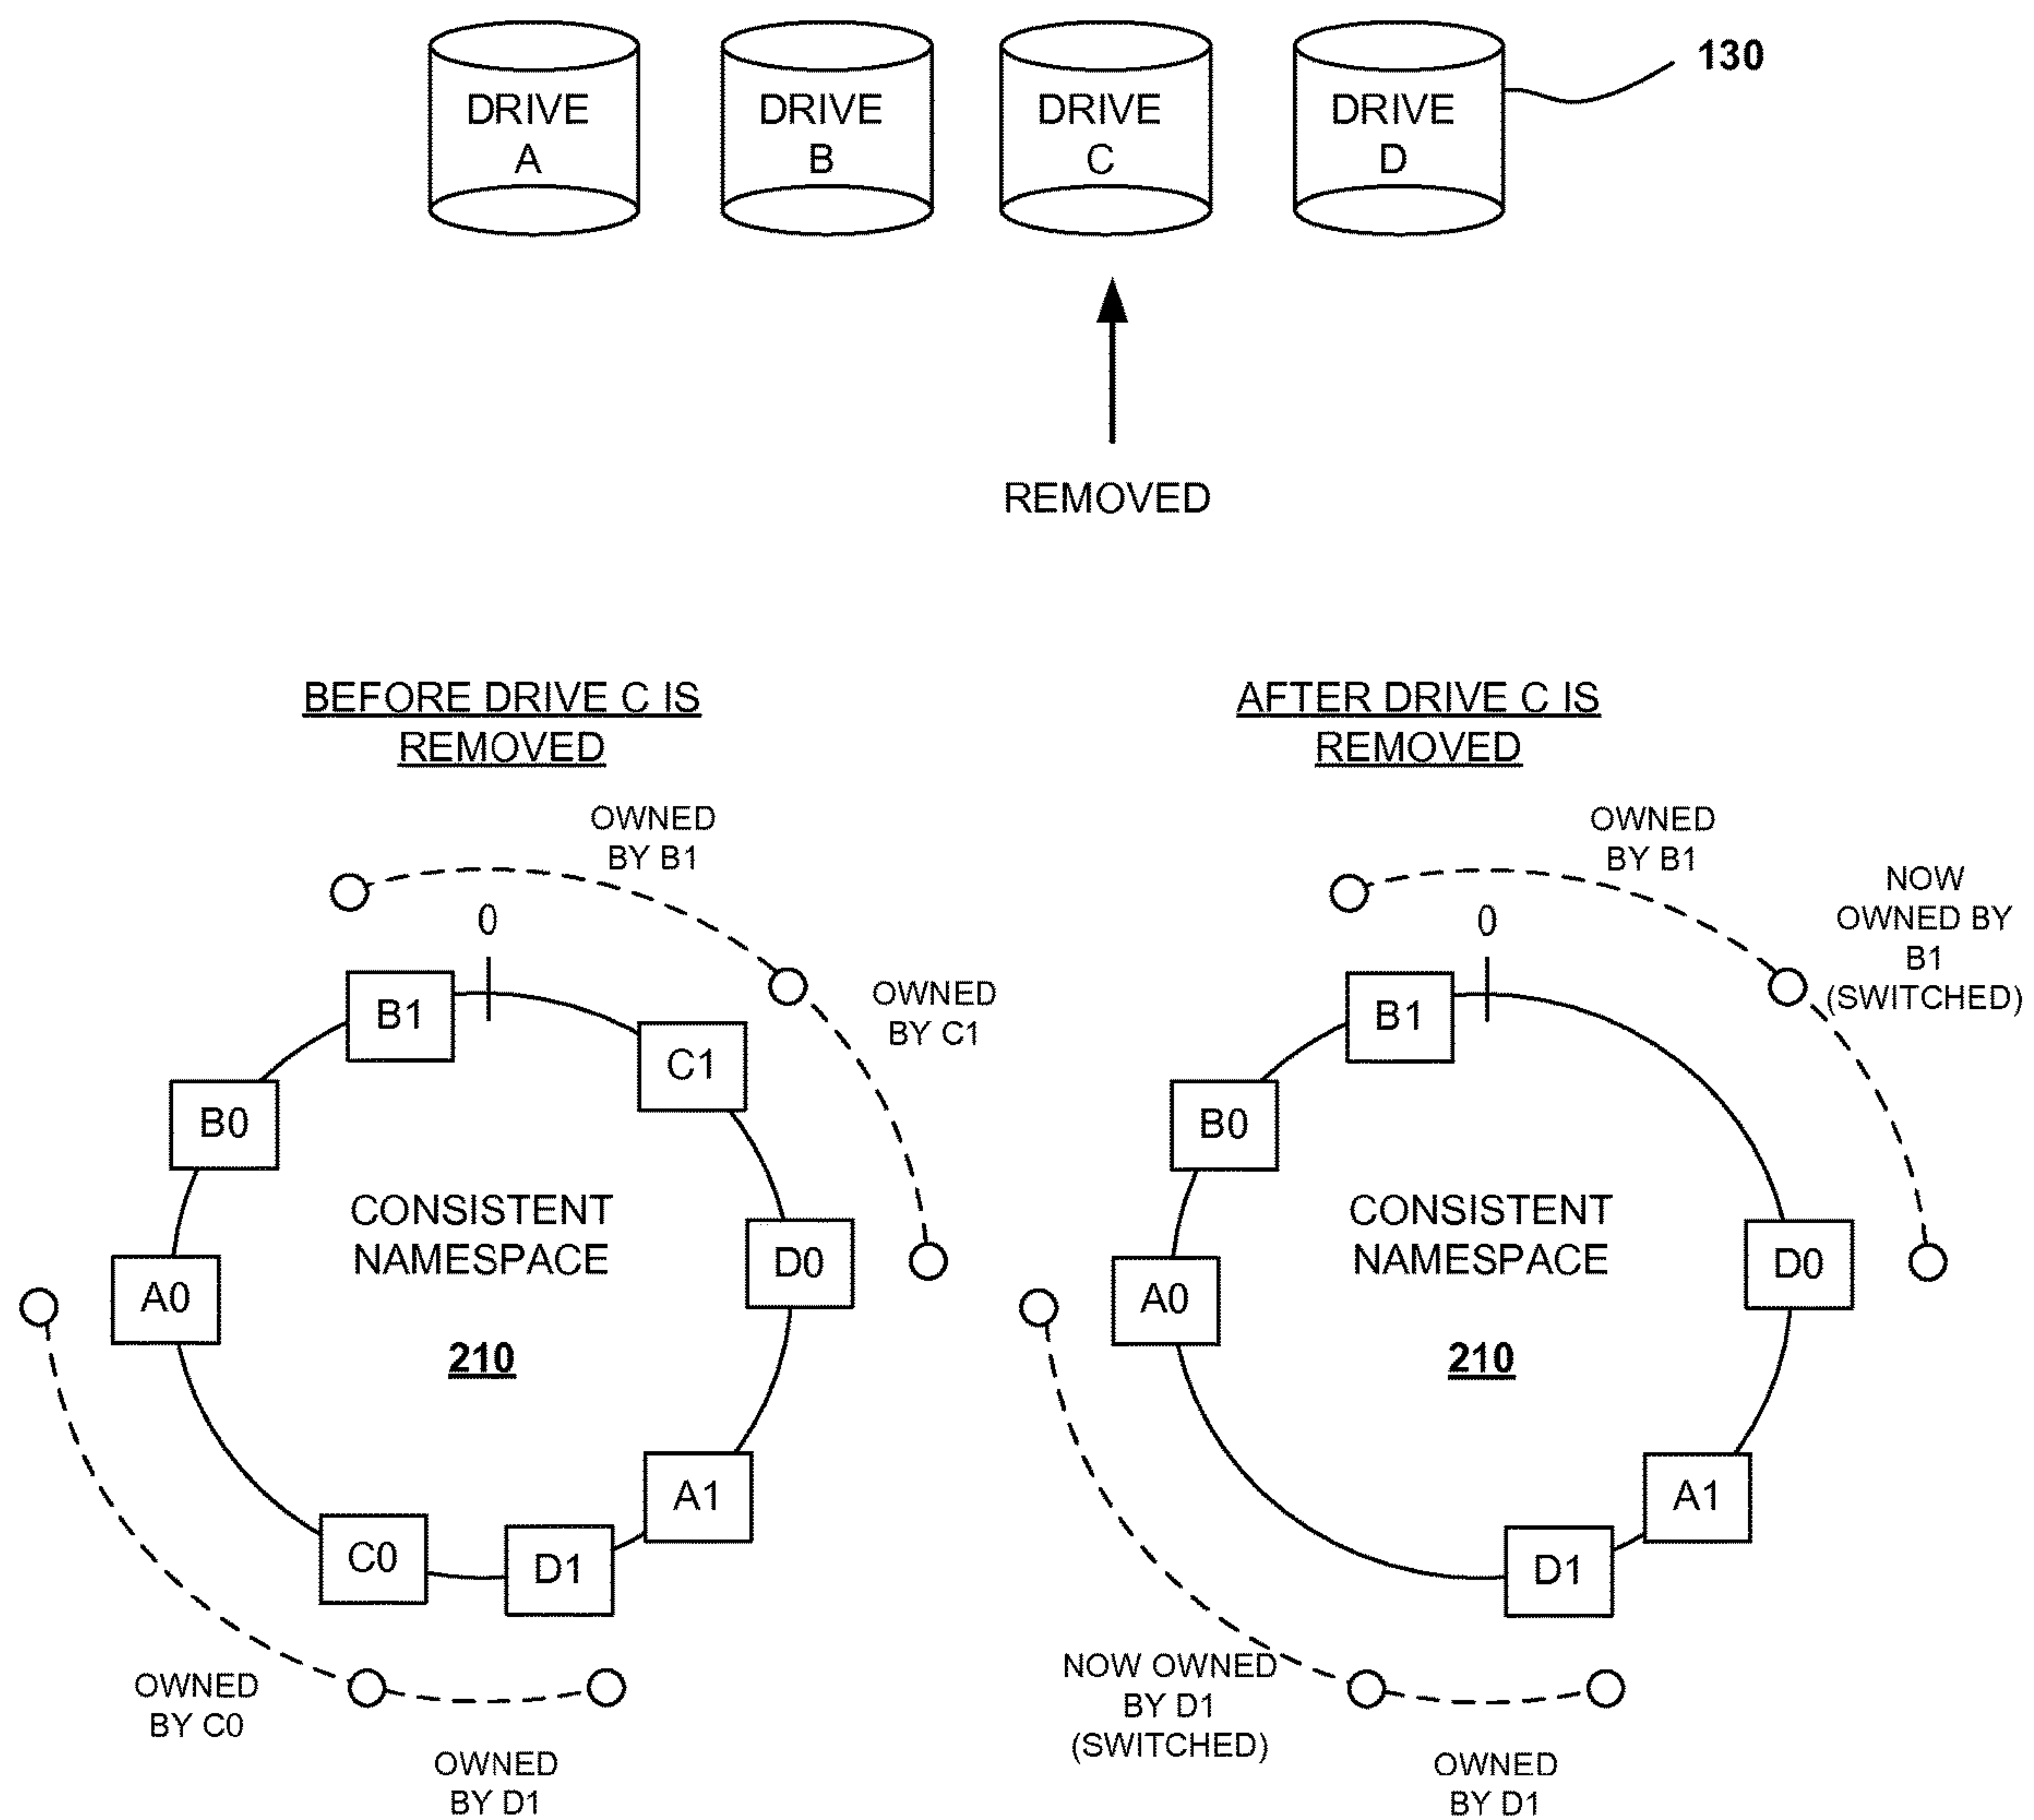 130
DRIVE
A
DRIVE
B
DRIVE
C
DRIVE
D
REMOVED
BEFORE DRIVE C IS
REMOVED
OWNED
BY B1
0
OWNED
BY C1
B1
C1
B0
CONSISTENT
NAMESPACE
210
D0
A0
A1
C0
D1
OWNED
BY C0
OWNED
BY D1
AFTER DRIVE C IS
REMOVED
OWNED
BY B1
NOW
OWNED BY
B1
(SWITCHED)
0
B1
B0
CONSISTENT
NAMESPACE
210
D0
A0
A1
D1
NOW OWNED
BY D1
(SWITCHED)
OWNED
BY D1